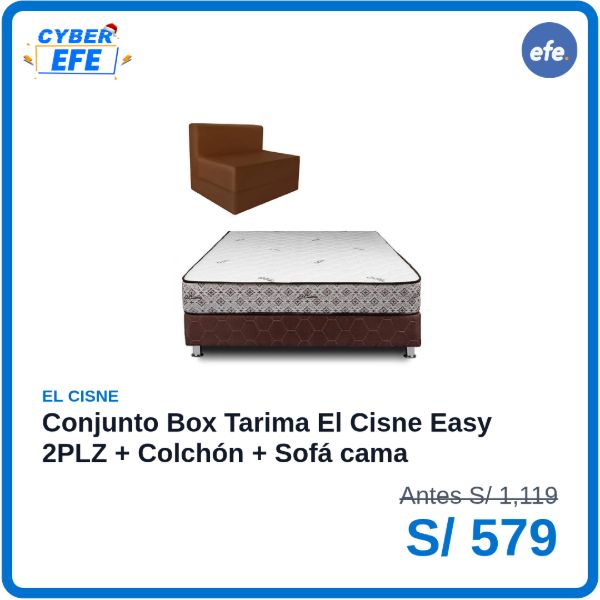 CYBER
EFE
efe.
EL CISNE
Conjunto Box Tarima El Cisne Easy
2PLZ + Colchón + Sofá cama
Antes S/ 1,119
S/ 579